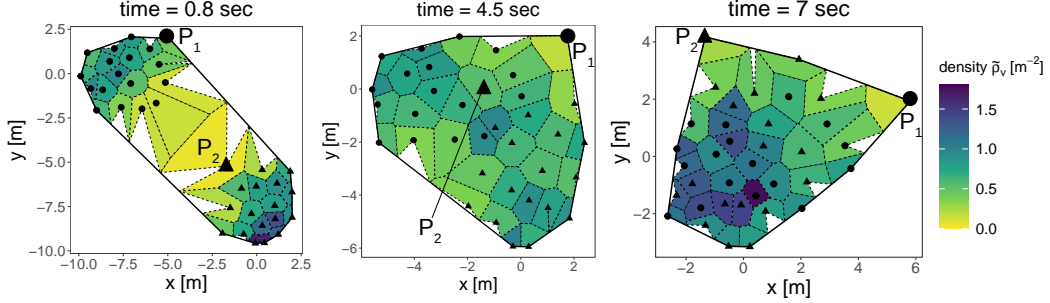 time = 0.8 sec
time = 4.5 sec
time = 7 sec
P1
P2
y [m]
2.5
0.0
−2.5
−5.0
−7.5
−10.0
−10.0 −7.5 −5.0 −2.5 0.0 2.5
x [m]
P1
P2
y [m]
2
0
−2
−4
−6
−4 −2 0 2 4
x [m]
P2
P1
y [m]
4
2
0
−2
−2 0 2 4 6
x [m]
density ρ̃v [m−2]
1.5
1.0
0.5
0.0